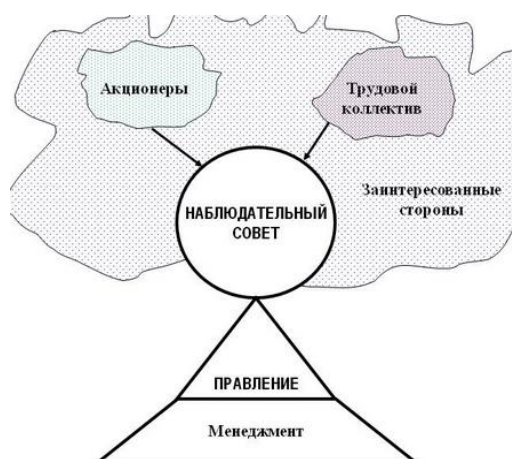 Акционеры
Трудовой
коллектив
Заинтересованные
стороны
НАБЛЮДАТЕЛЬНЫЙ
СОВЕТ
ПРАВЛЕНИЕ
Менеджмент